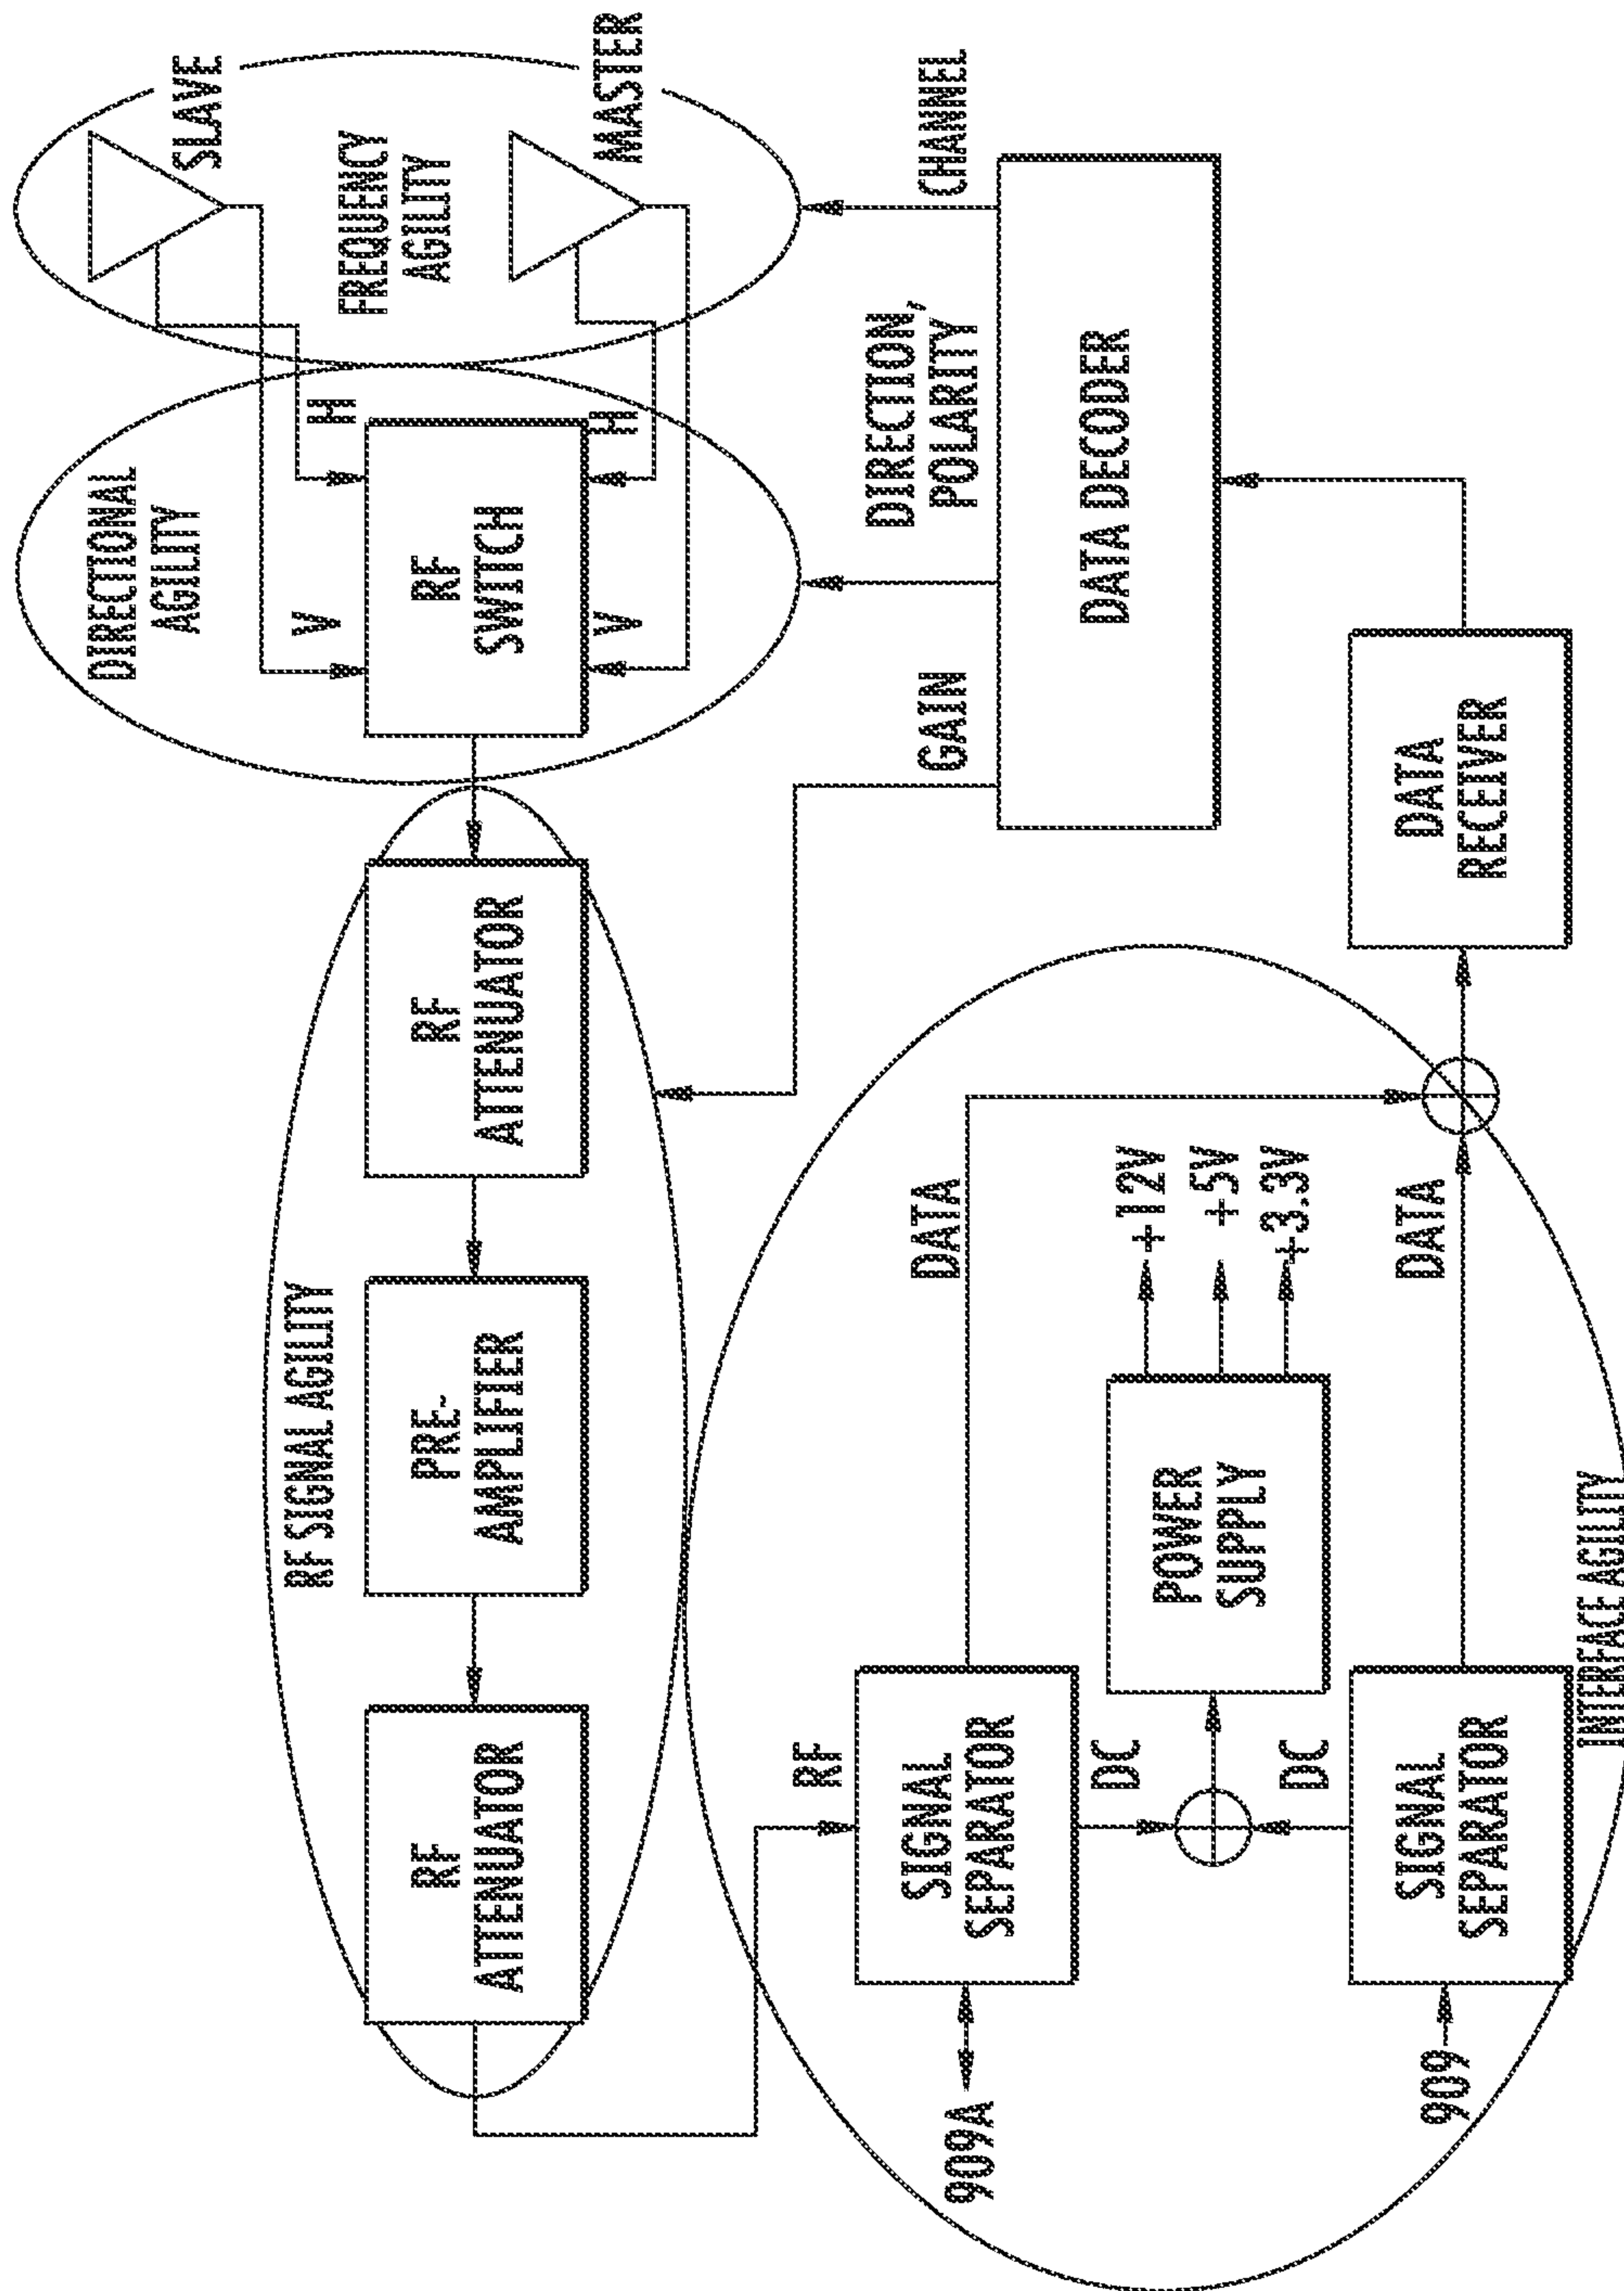 RF SIGNAL AGILITY
RF
ATTENUATOR
PRE-
AMPLIFIER
RF
ATTENUATOR
DIRECTIONAL
AGILITY
V
H
RF
SWITCH
V
H
SLAVE
FREQUENCY
AGILITY
MASTER
GAIN
DIRECTION,
POLARITY
CHANNEL
DATA DECODER
RF
909A
SIGNAL
SEPARATOR
DATA
DC
POWER
SUPPLY
+12V
+5V
+3.3V
DC
909
SIGNAL
SEPARATOR
DATA
DATA
RECEIVER
INTERFACE AGILITY